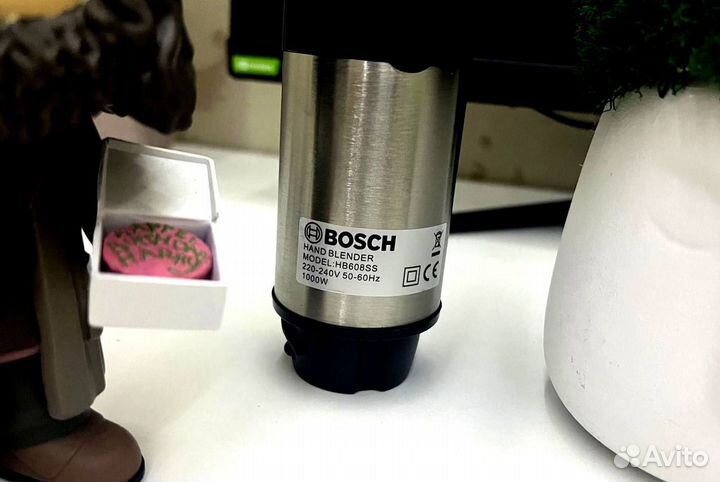 BOSCH
HAND BLENDER
MODEL:HB608SS
220-240V 50-60Hz
1000W
CE
Avito